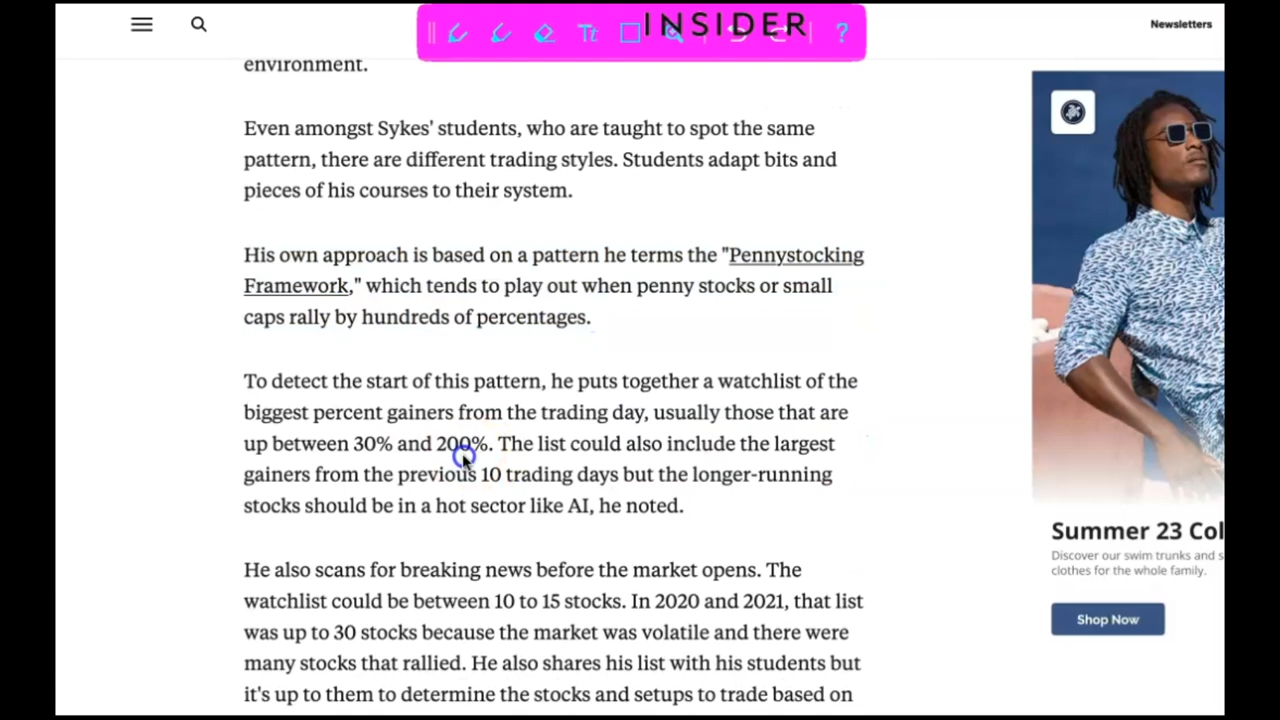 INSIDER
Tt
?
Newsletters
environment.
Even amongst Sykes' students, who are taught to spot the same
pattern, there are different trading styles. Students adapt bits and
pieces of his courses to their system.
His own approach is based on a pattern he terms the "Pennystocking
Framework," which tends to play out when penny stocks or small
caps rally by hundreds of percentages.
To detect the start of this pattern, he puts together a watchlist of the
biggest percent gainers from the trading day, usually those that are
up between 30% and 200%. The list could also include the largest
gainers from the previous 10 trading days but the longer-running
stocks should be in a hot sector like AI, he noted.
He also scans for breaking news before the market opens. The
watchlist could be between 10 to 15 stocks. In 2020 and 2021, that list
was up to 30 stocks because the market was volatile and there were
many stocks that rallied. He also shares his list with his students but
it's up to them to determine the stocks and setups to trade based on
Summer 23 Col
Discover our swim trunks and s
clothes for the whole family.
Shop Now